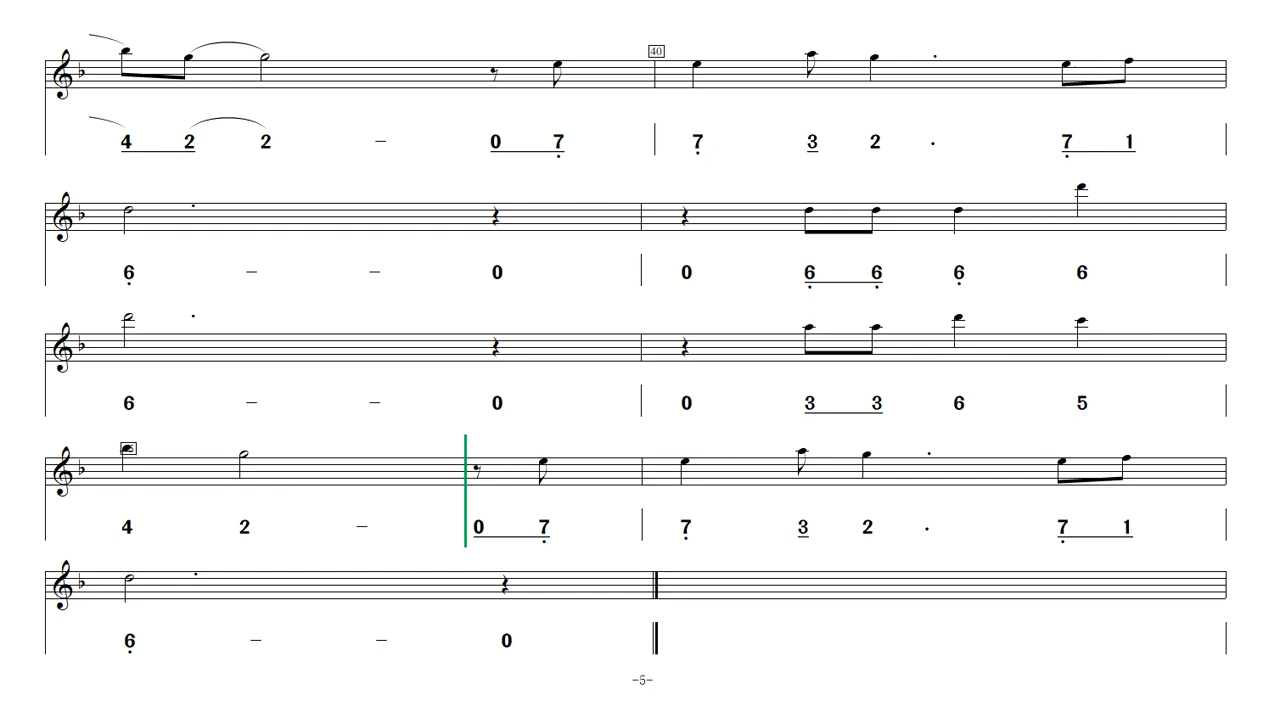 40
4 2 2 – 0 7 7 3 2 · 7 1
6 – – 0 0 6 6 6 6
6 – – 0 0 3 3 6 5
4 2 – 0 7 7 3 2 · 7 1
6 – – 0
-5-